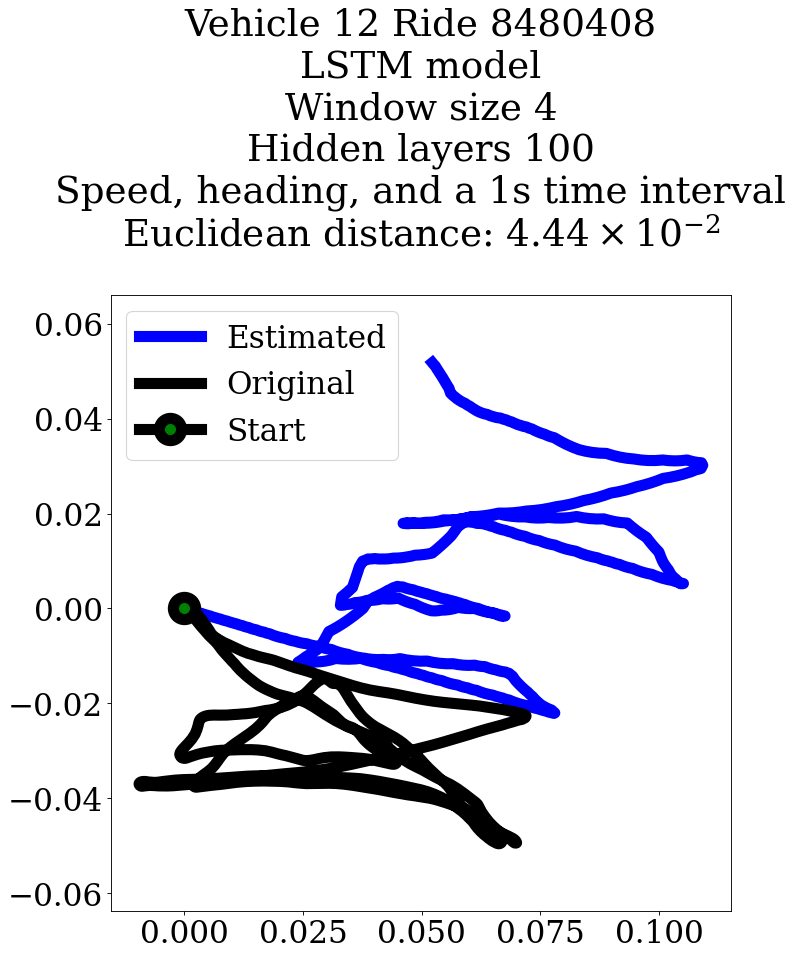 Vehicle 12 Ride 8480408
LSTM model
Window size 4
Hidden layers 100
Speed, heading, and a 1s time interval
Euclidean distance: 4.44 × 10⁻²
Estimated
Original
Start
0.06
0.04
0.02
0.00
−0.02
−0.04
−0.06
0.000 0.025 0.050 0.075 0.100